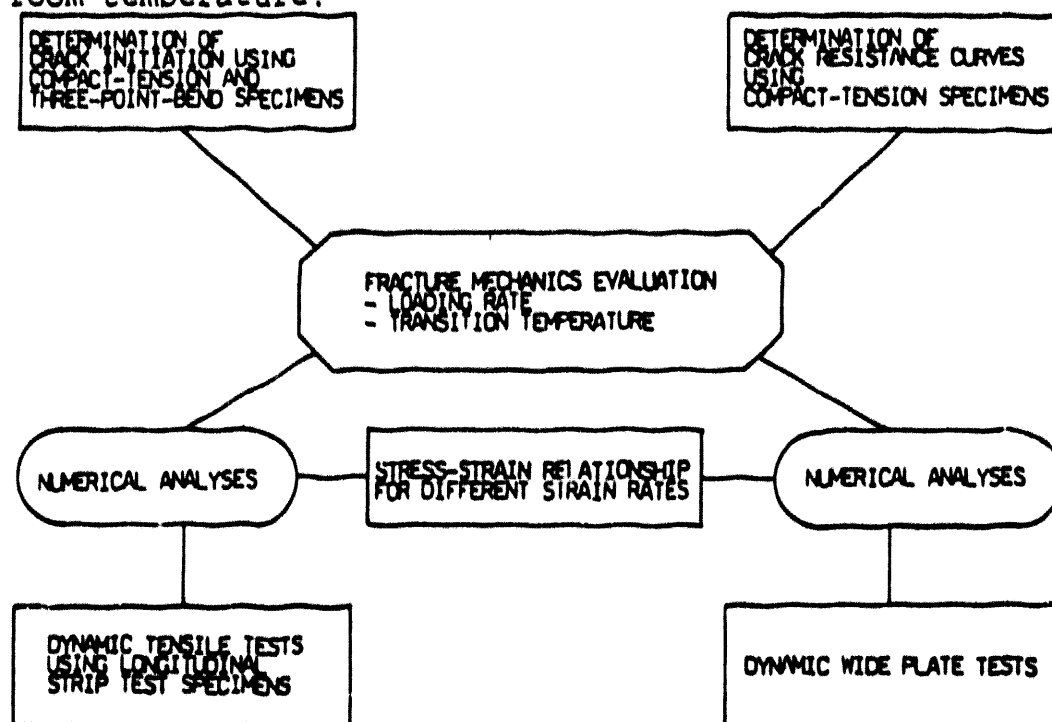 room temperature.
DETERMINATION OF
CRACK INITIATION USING
COMPACT-TENSION AND
THREE-POINT-BEND SPECIMENS
DETERMINATION OF
CRACK RESISTANCE CURVES
USING
COMPACT-TENSION SPECIMENS
FRACTURE MECHANICS EVALUATION
- LOADING RATE
- TRANSITION TEMPERATURE
NUMERICAL ANALYSES
STRESS-STRAIN RELATIONSHIP
FOR DIFFERENT STRAIN RATES
NUMERICAL ANALYSES
DYNAMIC TENSILE TESTS
USING LONGITUDINAL
STRIP TEST SPECIMENS
DYNAMIC WIDE PLATE TESTS